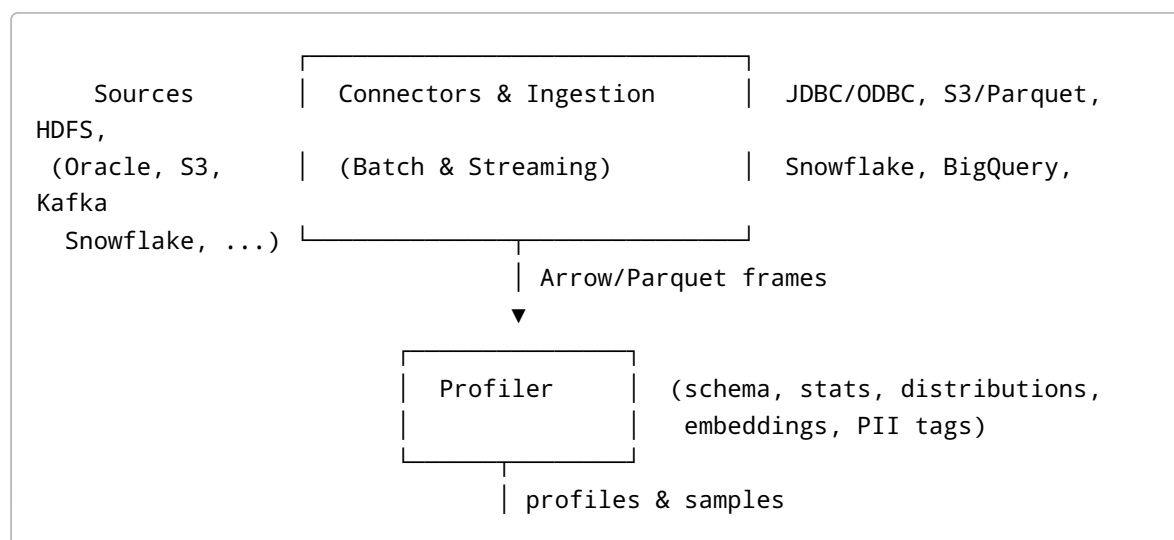 Sources Connectors & Ingestion JDBC/ODBC, S3/Parquet,
HDFS,
(Oracle, S3, (Batch & Streaming) Snowflake, BigQuery,
Kafka
Snowflake, ...)
Arrow/Parquet frames
Profiler (schema, stats, distributions,
embeddings, PII tags)
profiles & samples